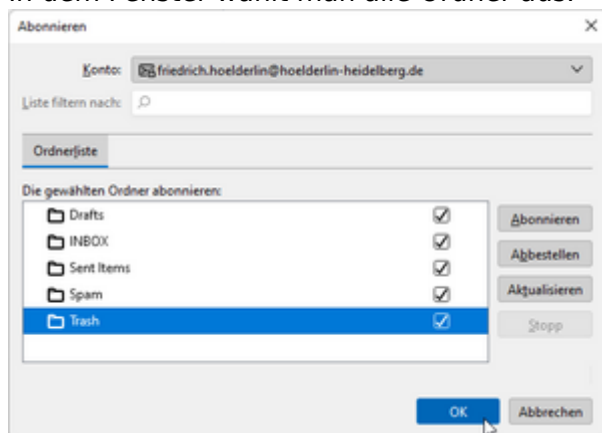 in dem Fenster wählt man alle Ordner aus.
Abonnieren
Konto: friedrich.hoelderlin@hoelderlin-heidelberg.de
Liste filtern nach:
Ordnerliste
Die gewählten Ordner abonnieren:
Drafts
INBOX
Sent Items
Spam
Trash
Abonnieren
Abbestellen
Aktualisieren
Stopp
OK Abbrechen